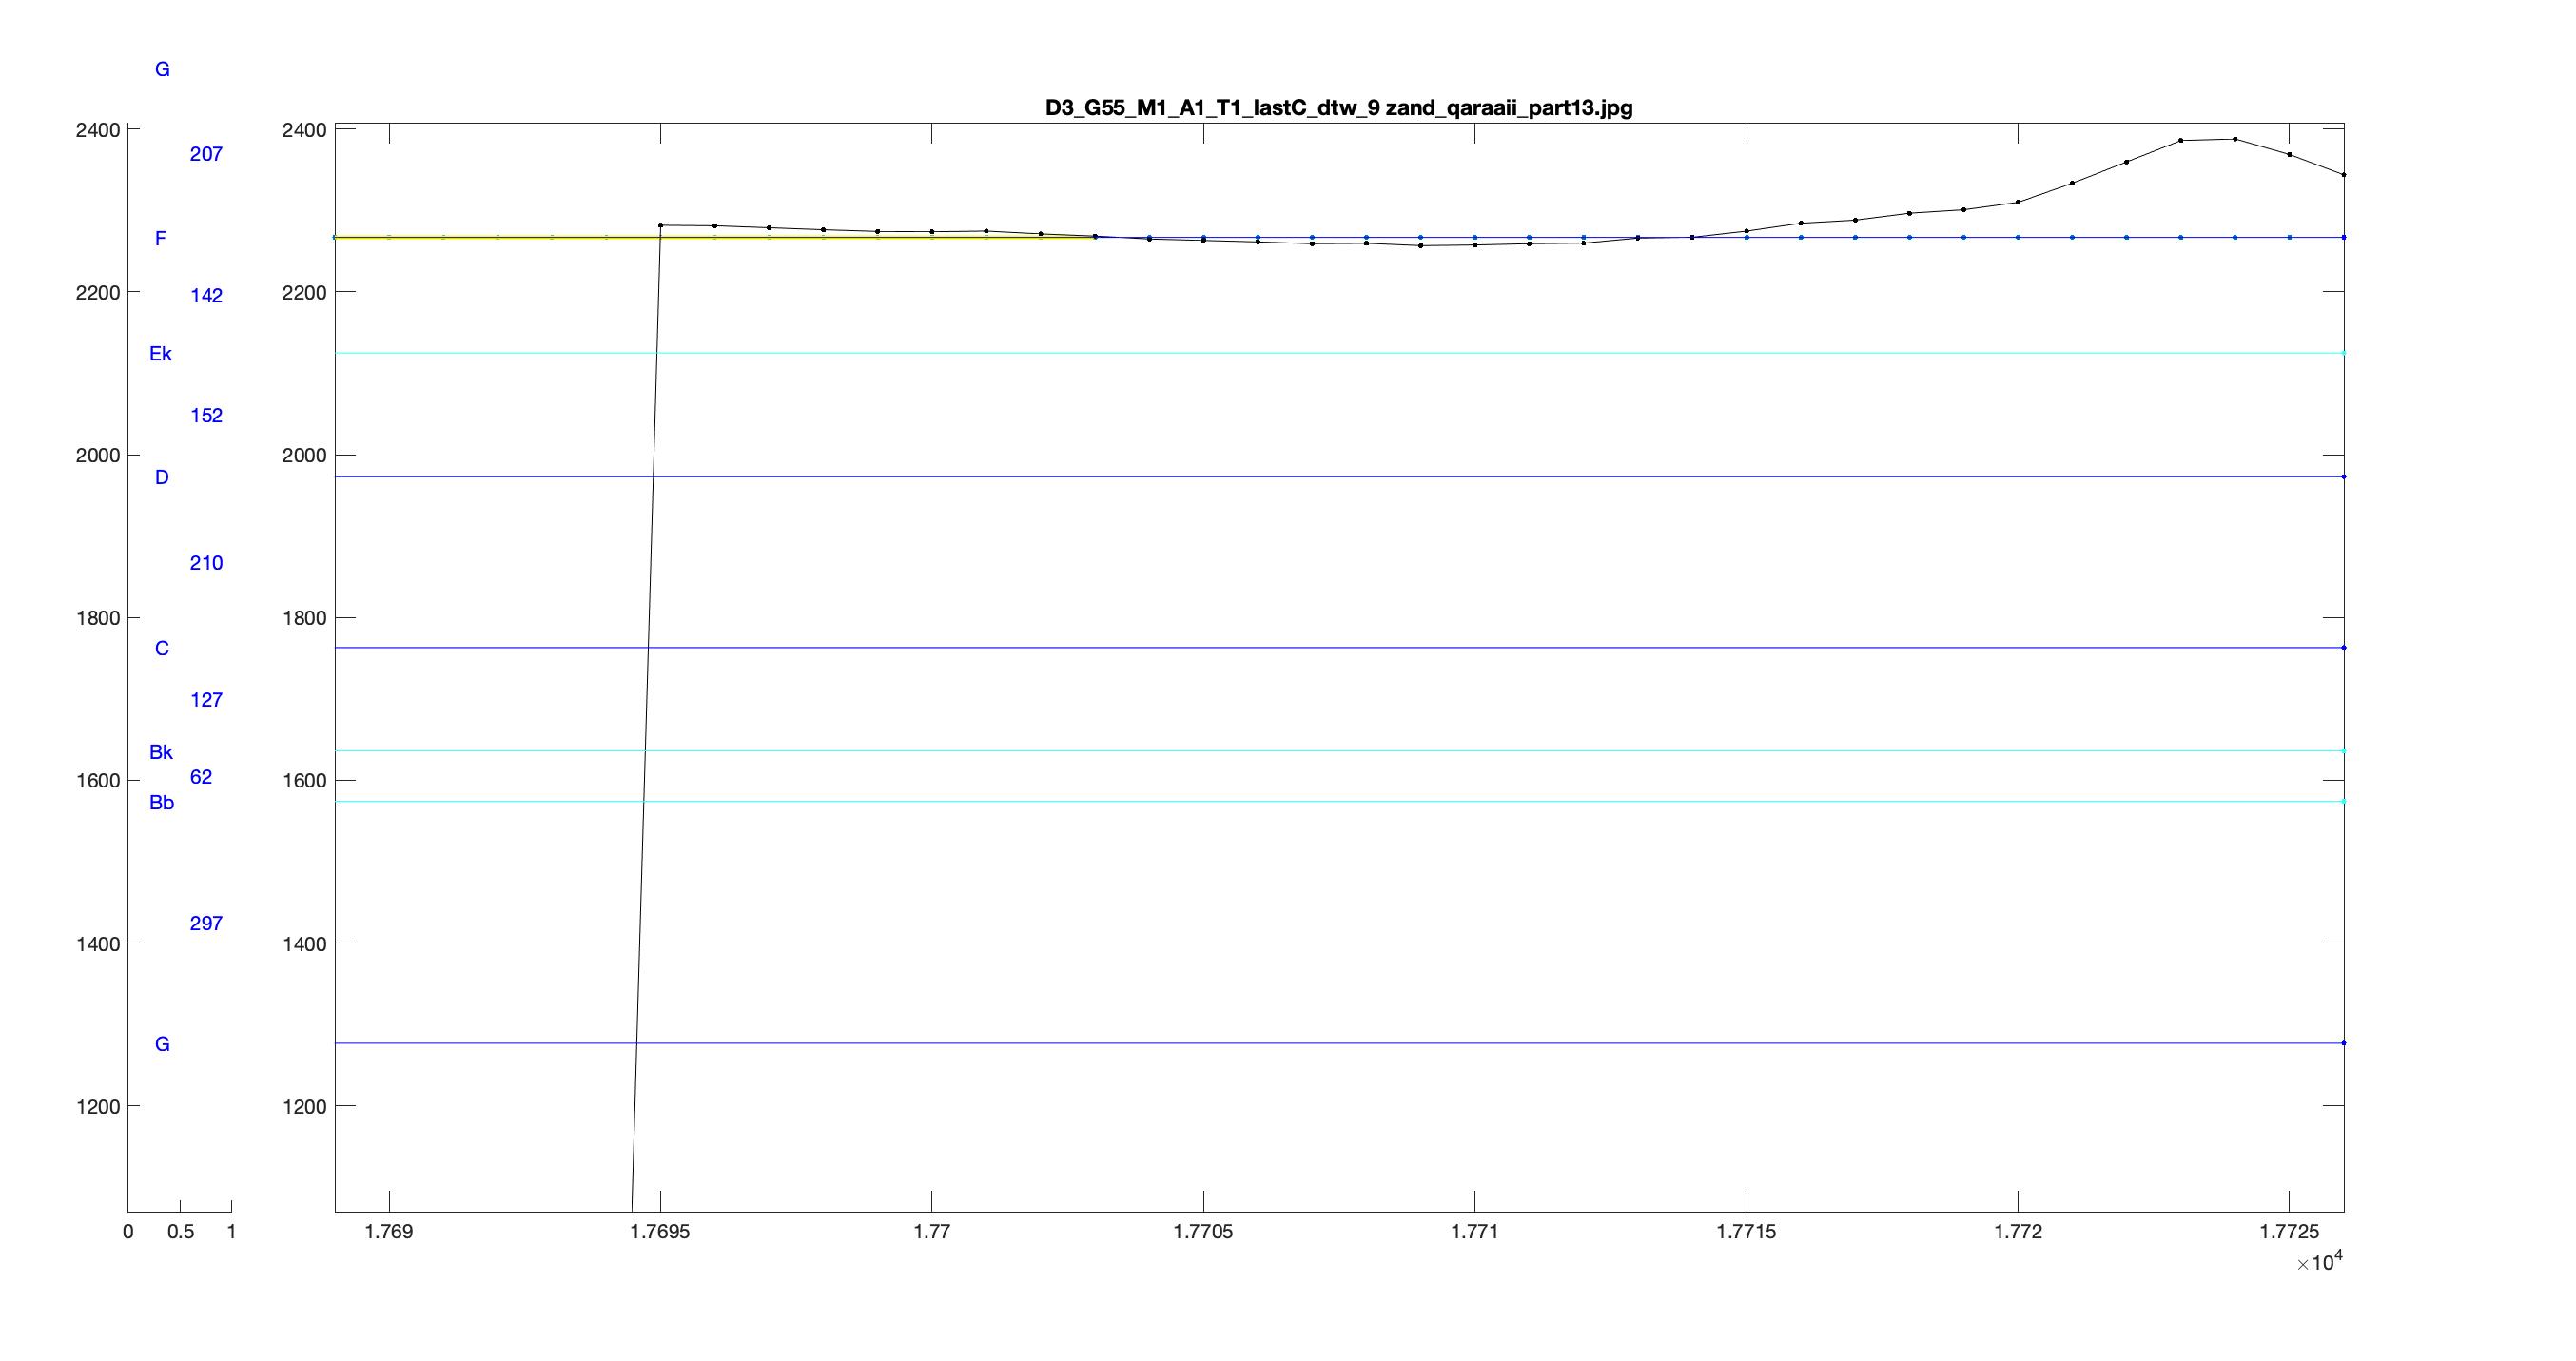 D3_G55_M1_A1_T1_lastC_dtw_9 zand_qaraaii_part13.jpg
G
2400
207
F
2200
142
Ek
152
2000
D
210
1800
C
127
Bk
62
1600
Bb
297
1400
G
1200
0 0.5 1
2400
2200
2000
1800
1600
1400
1200
1.769 1.7695 1.77 1.7705 1.771 1.7715 1.772 1.7725
×10⁴